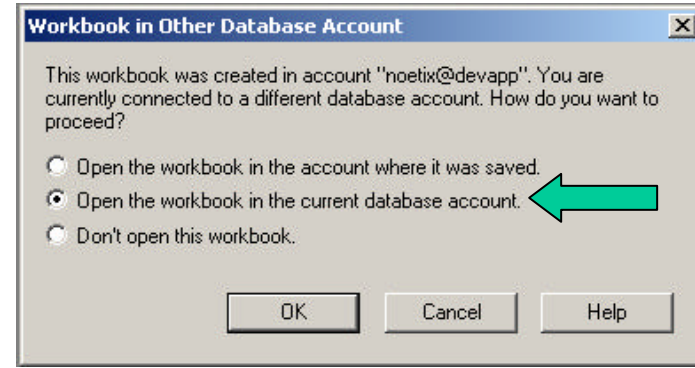 Workbook in Other Database Account
This workbook was created in account "noetix@devapp". You are
currently connected to a different database account. How do you want to
proceed?
Open the workbook in the account where it was saved.
Open the workbook in the current database account.
Don't open this workbook.
OK Cancel Help